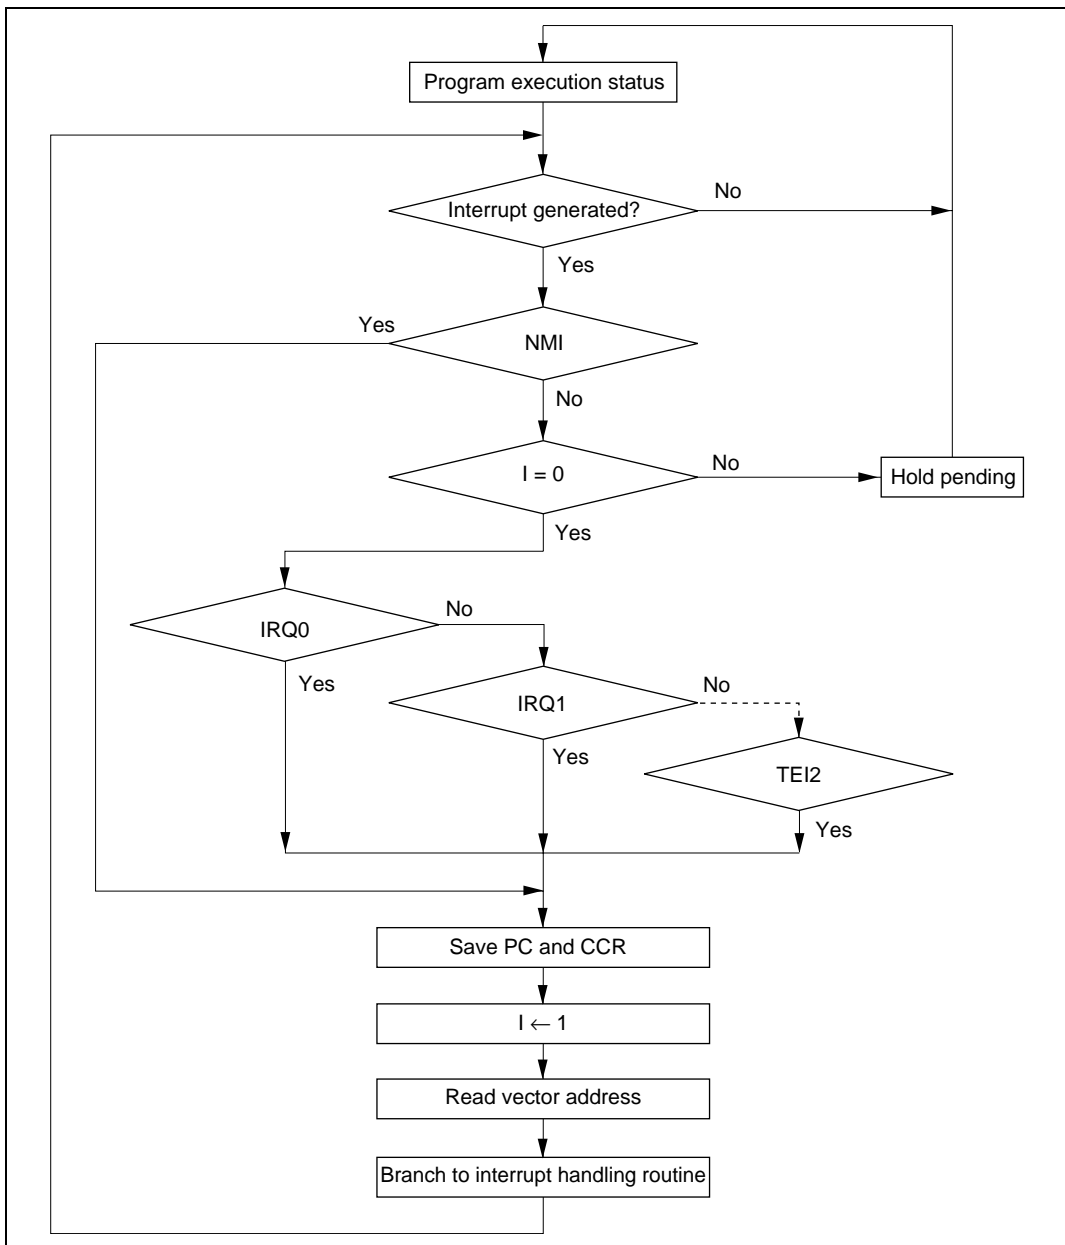 Program execution status
Interrupt generated?
No
Yes
Yes
NMI
No
I = 0
No
Hold pending
Yes
IRQ0
No
Yes
IRQ1
No
Yes
TEI2
Yes
Save PC and CCR
I ← 1
Read vector address
Branch to interrupt handling routine